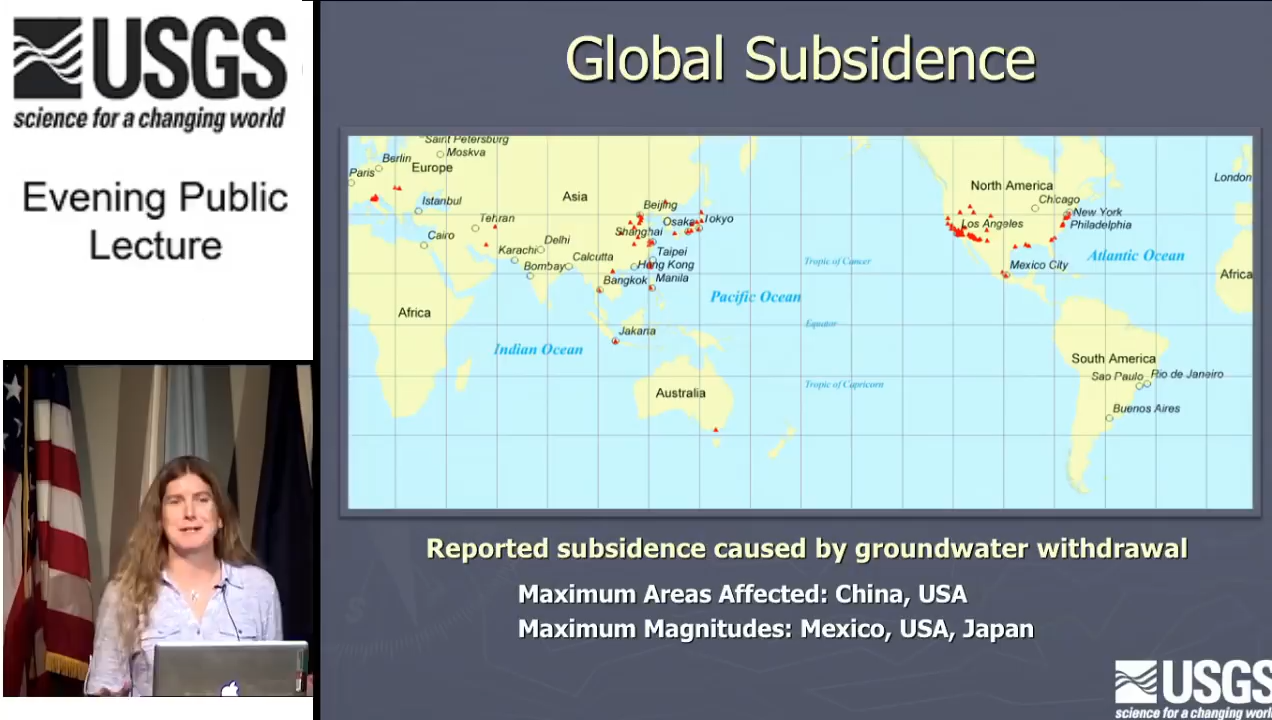 USGS
science for a changing world
Evening Public
Lecture
Global Subsidence
Saint Petersburg
Moskva
Berlin
Paris
Europe
Istanbul
Asia
Tehran
Cairo
Karachi
Delhi
Bombay
Calcutta
Beijing
Osaka
Tokyo
Shanghai
Taipei
Hong Kong
Bangkok
Manila
Africa
Jakarta
Indian Ocean
Australia
Pacific Ocean
Tropic of Cancer
Equator
Tropic of Capricorn
North America
Chicago
New York
Philadelphia
Los Angeles
Mexico City
Atlantic Ocean
London
Africa
South America
Sao Paulo
Rio de Janeiro
Buenos Aires
Reported subsidence caused by groundwater withdrawal
Maximum Areas Affected: China, USA
Maximum Magnitudes: Mexico, USA, Japan
USGS
science for a changing world